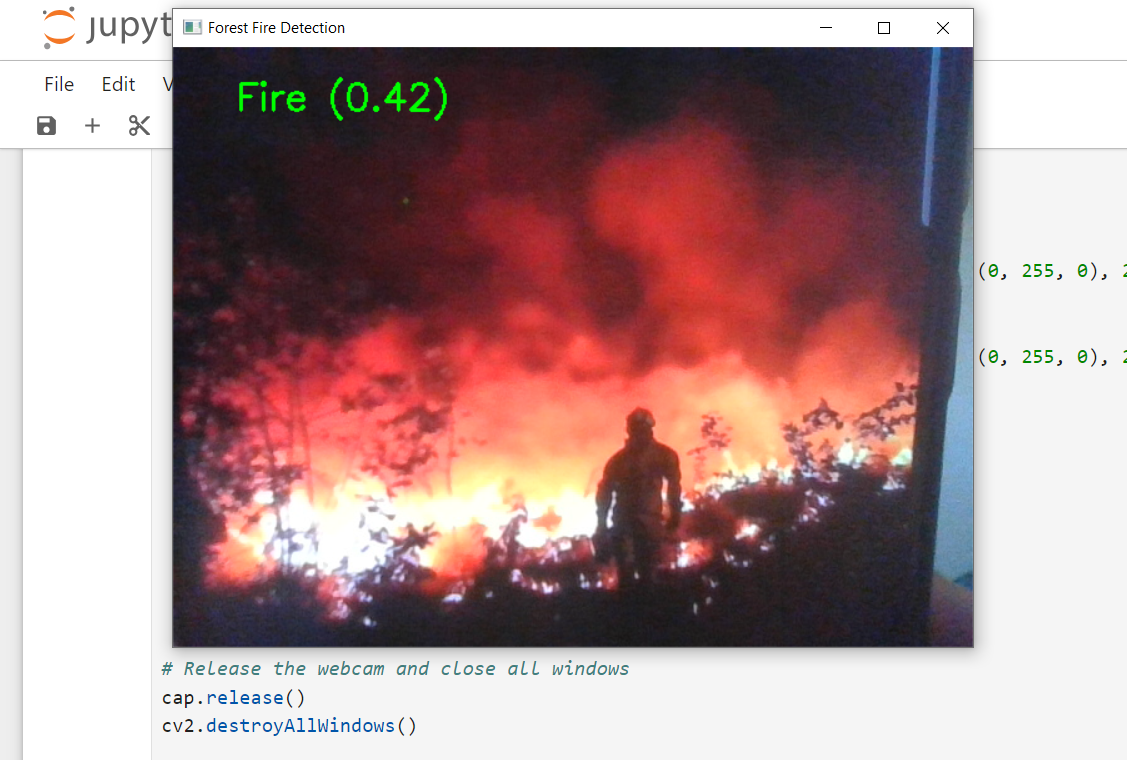 jupyt
Forest Fire Detection
File Edit V
Fire (0.42)
(0, 255, 0), 2
(0, 255, 0), 2
# Release the webcam and close all windows
cap.release()
cv2.destroyAllWindows()